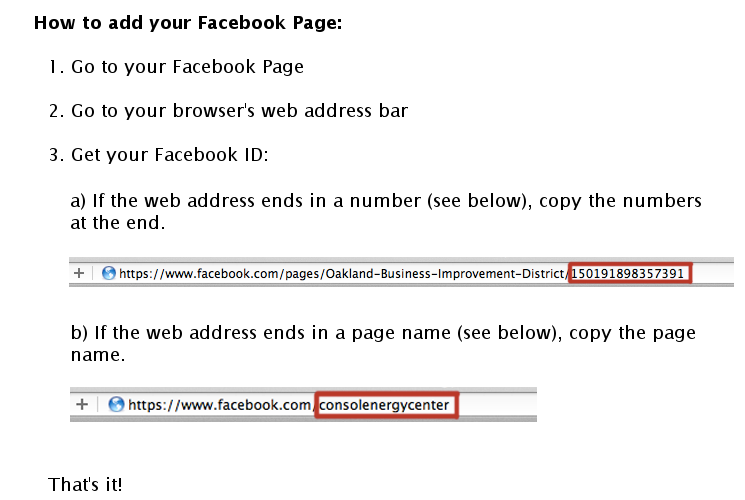 How to add your Facebook Page:
1. Go to your Facebook Page
2. Go to your browser's web address bar
3. Get your Facebook ID:
a) If the web address ends in a number (see below), copy the numbers
at the end.
+ https://www.facebook.com/pages/Oakland-Business-Improvement-District/150191898357391
b) If the web address ends in a page name (see below), copy the page
name.
+ https://www.facebook.com/consolenergycenter
That's it!